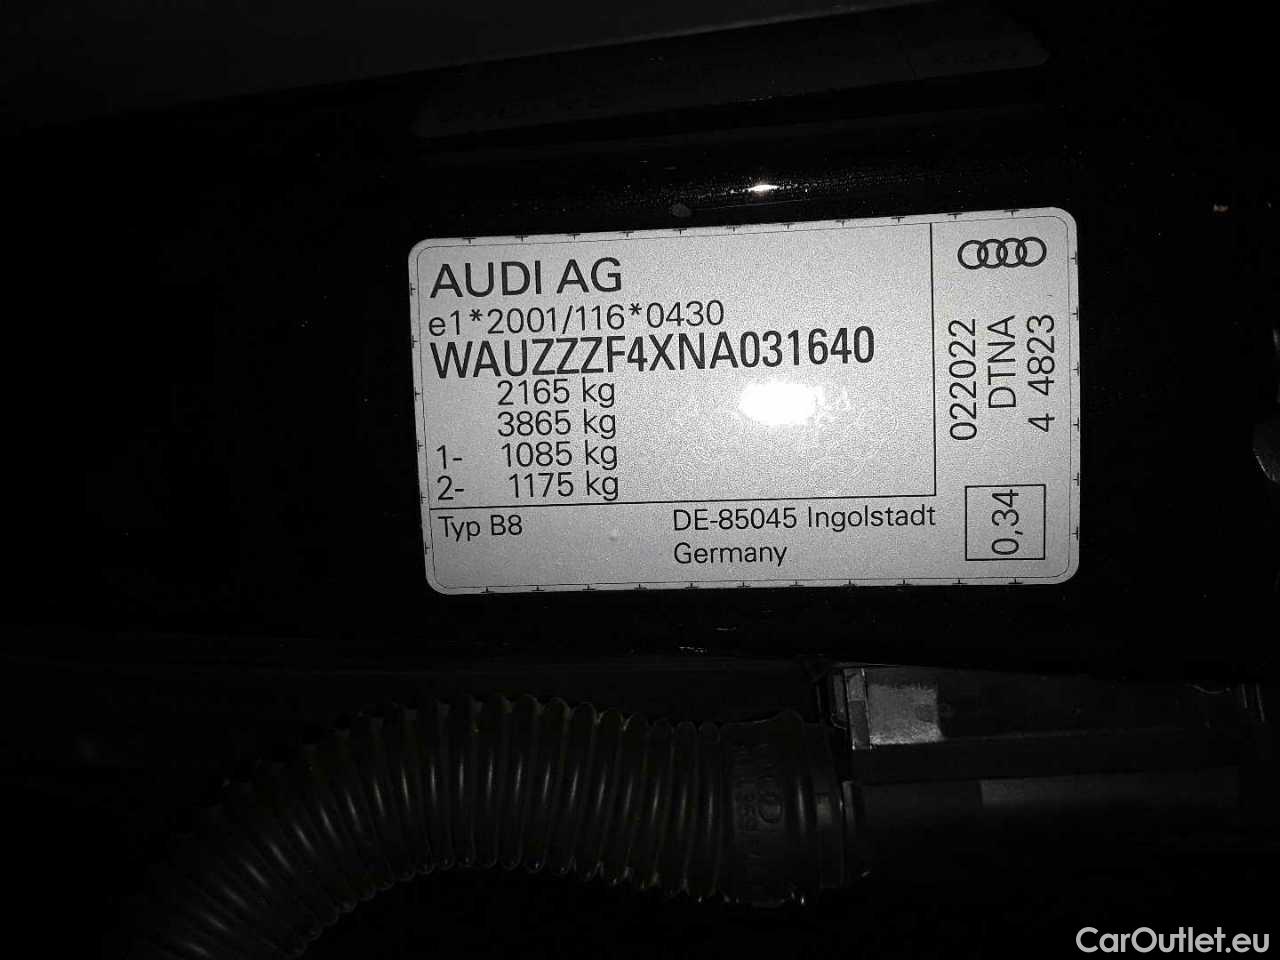 AUDI AG
e1*2001/116*0430
WAUZZZF4XNA031640
2165 kg
3865 kg
1- 1085 kg
2- 1175 kg
Typ B8
DE-85045 Ingolstadt
Germany
022022
DTNA
4 4823
0,34
CarOutlet.eu